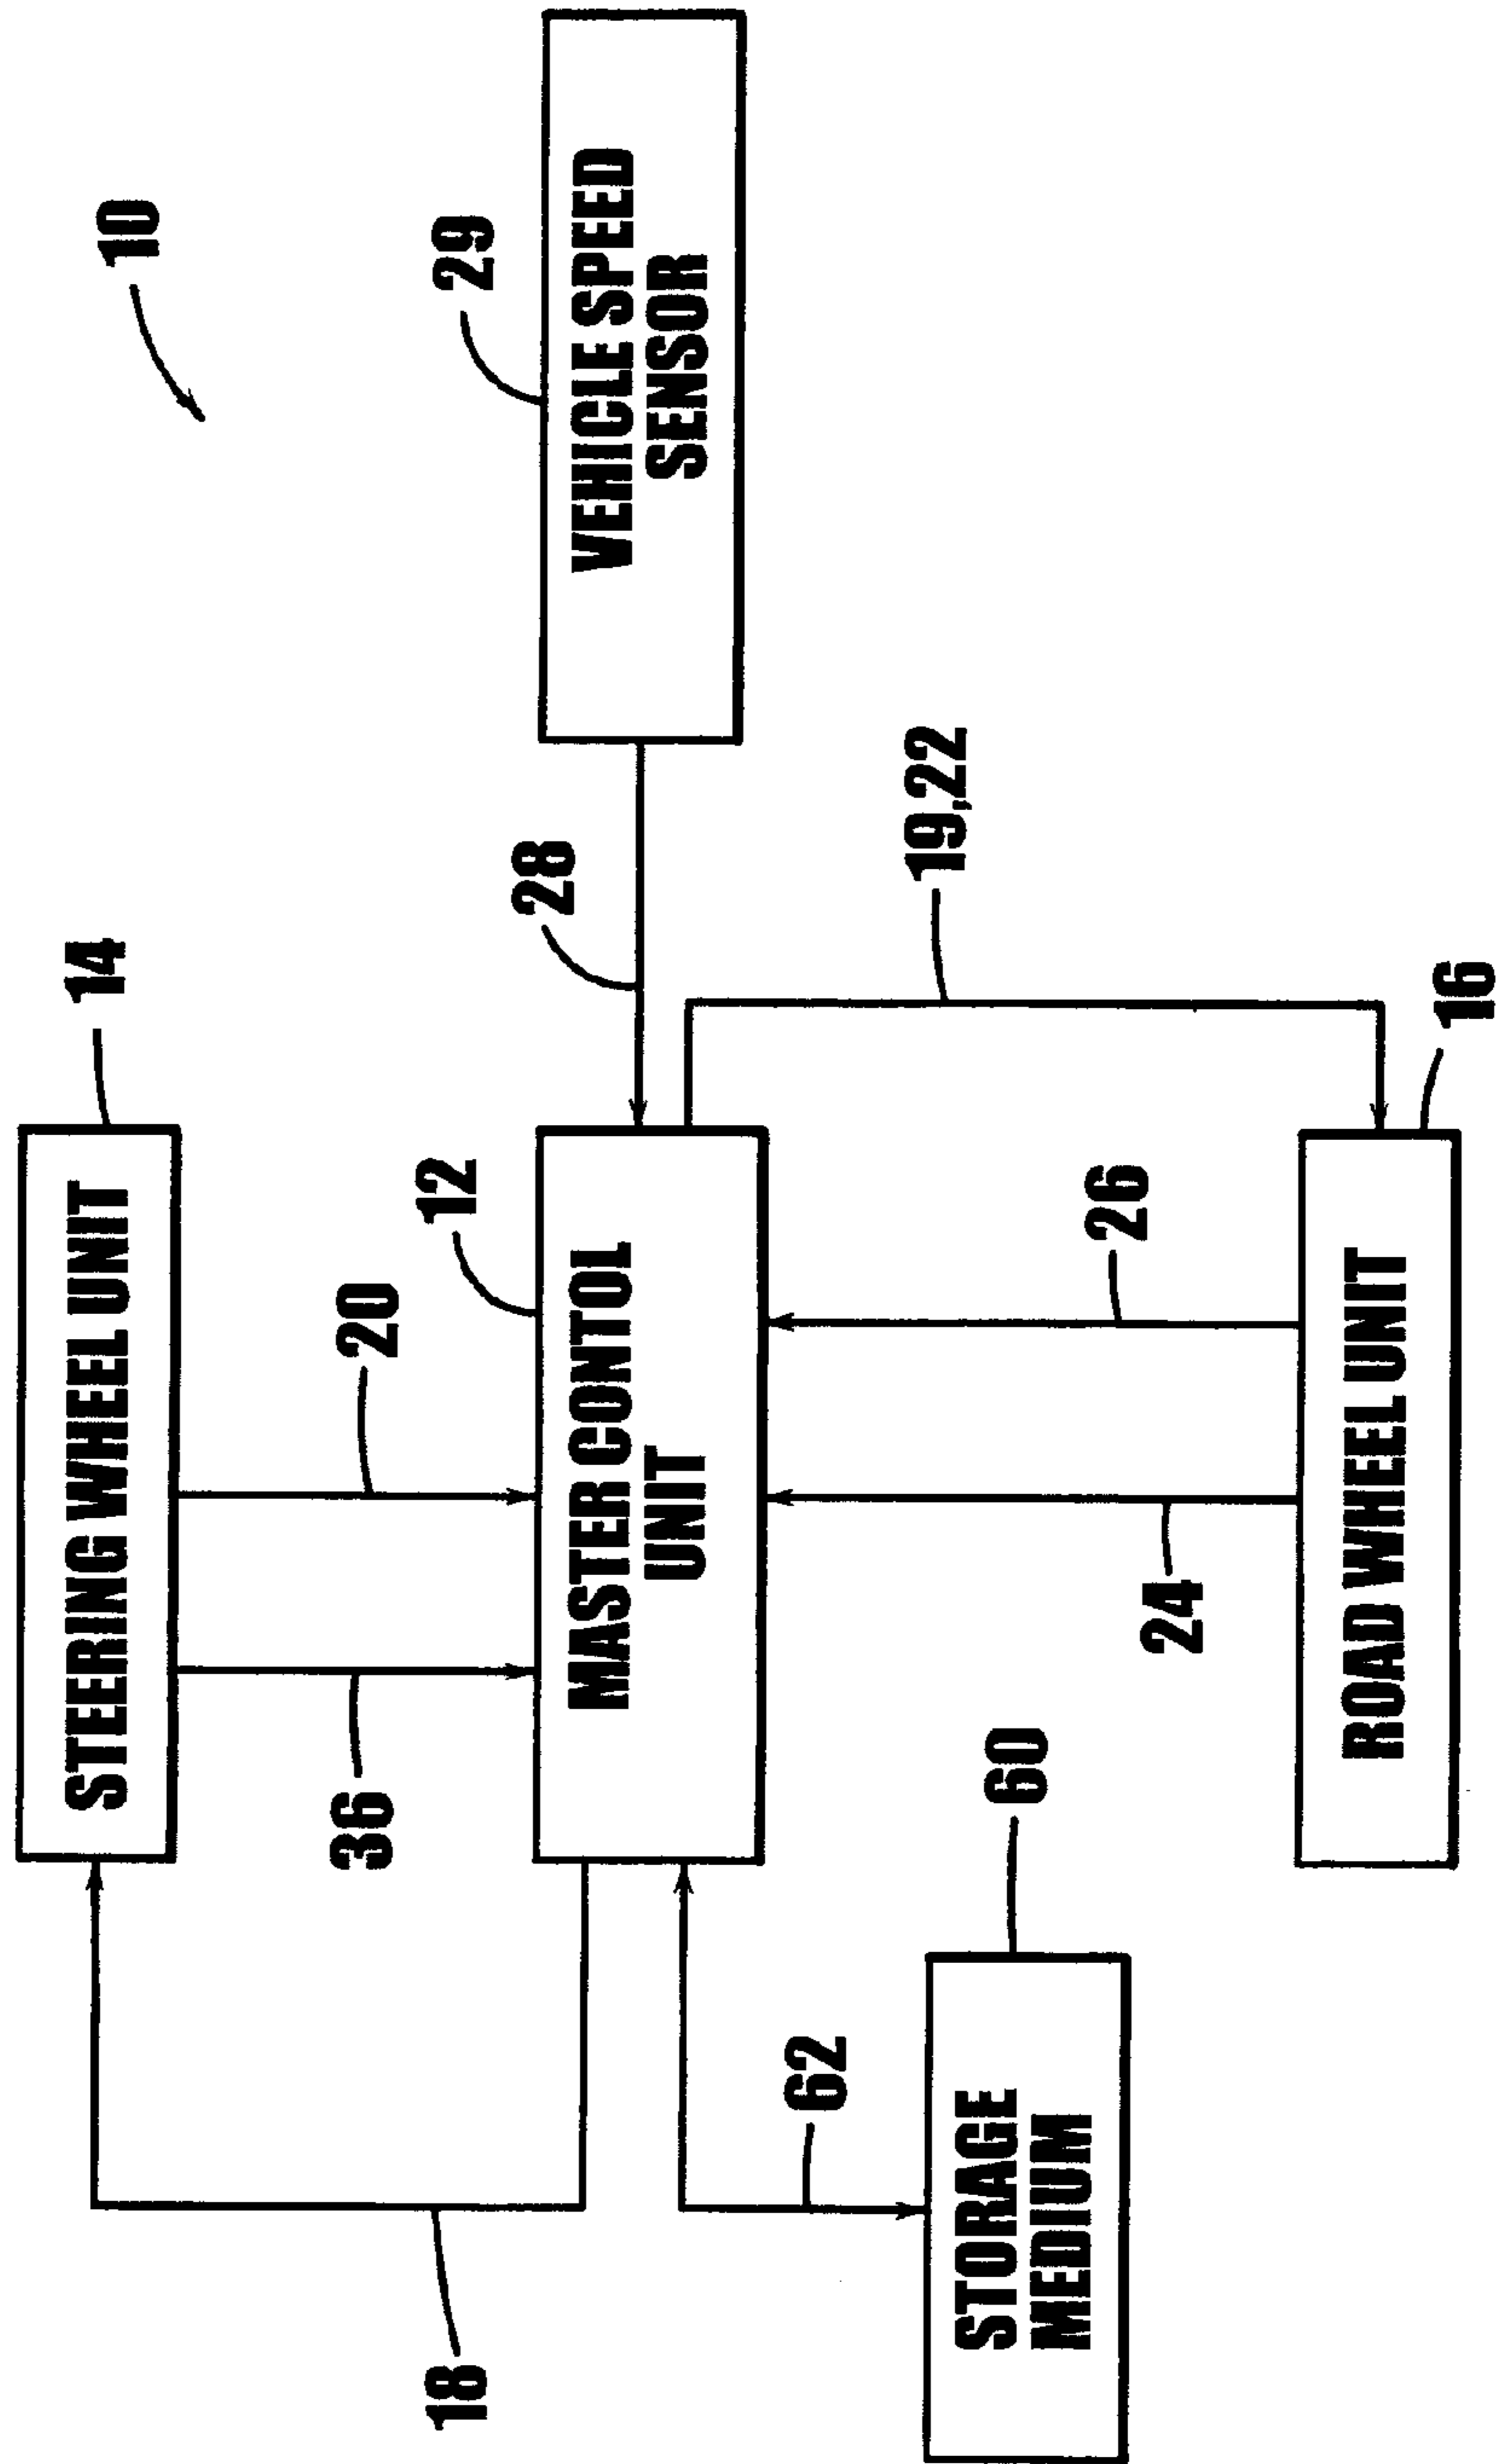 10
STEERING WHEEL UNIT
14
18
36
20
12
MASTER CONTOL
UNIT
28
29
VEHICLE SPEED
SENSOR
62
60
STORAGE
MEDIUM
24
26
19,22
ROAD WHEEL UNIT
16